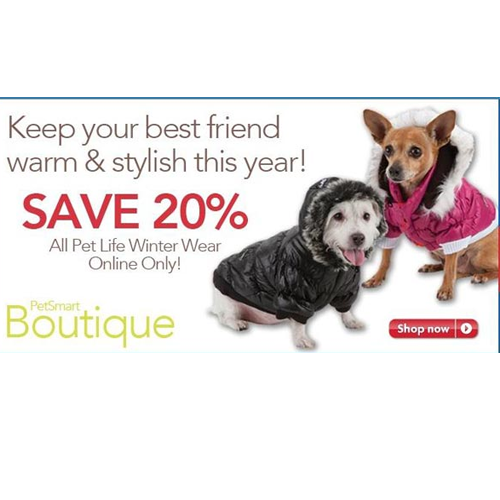 Keep your best friend
warm & stylish this year!
SAVE 20%
All Pet Life Winter Wear
Online Only!
PetSmart
Boutique
Shop now